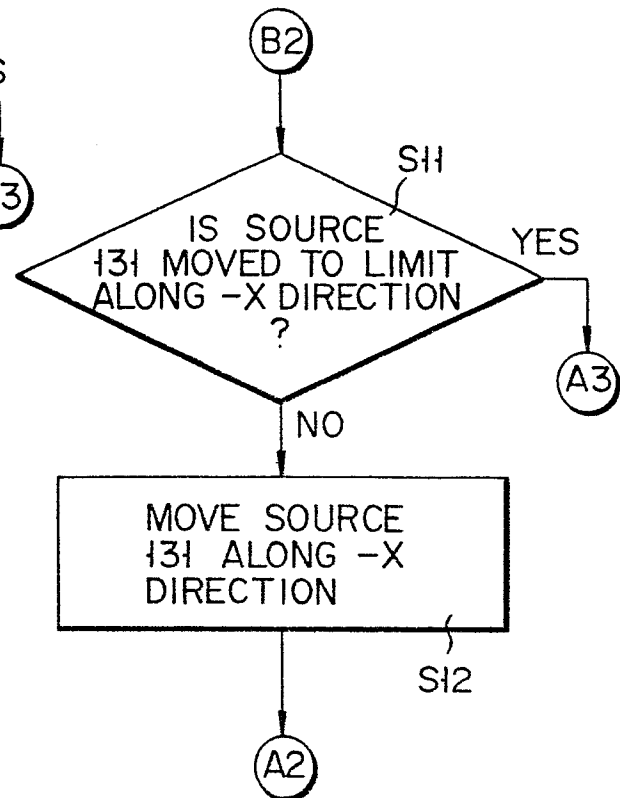 B2
S
S11
3
IS SOURCE
131 MOVED TO LIMIT
ALONG -X DIRECTION
?
YES
A3
NO
MOVE SOURCE
131 ALONG -X
DIRECTION
S12
A2